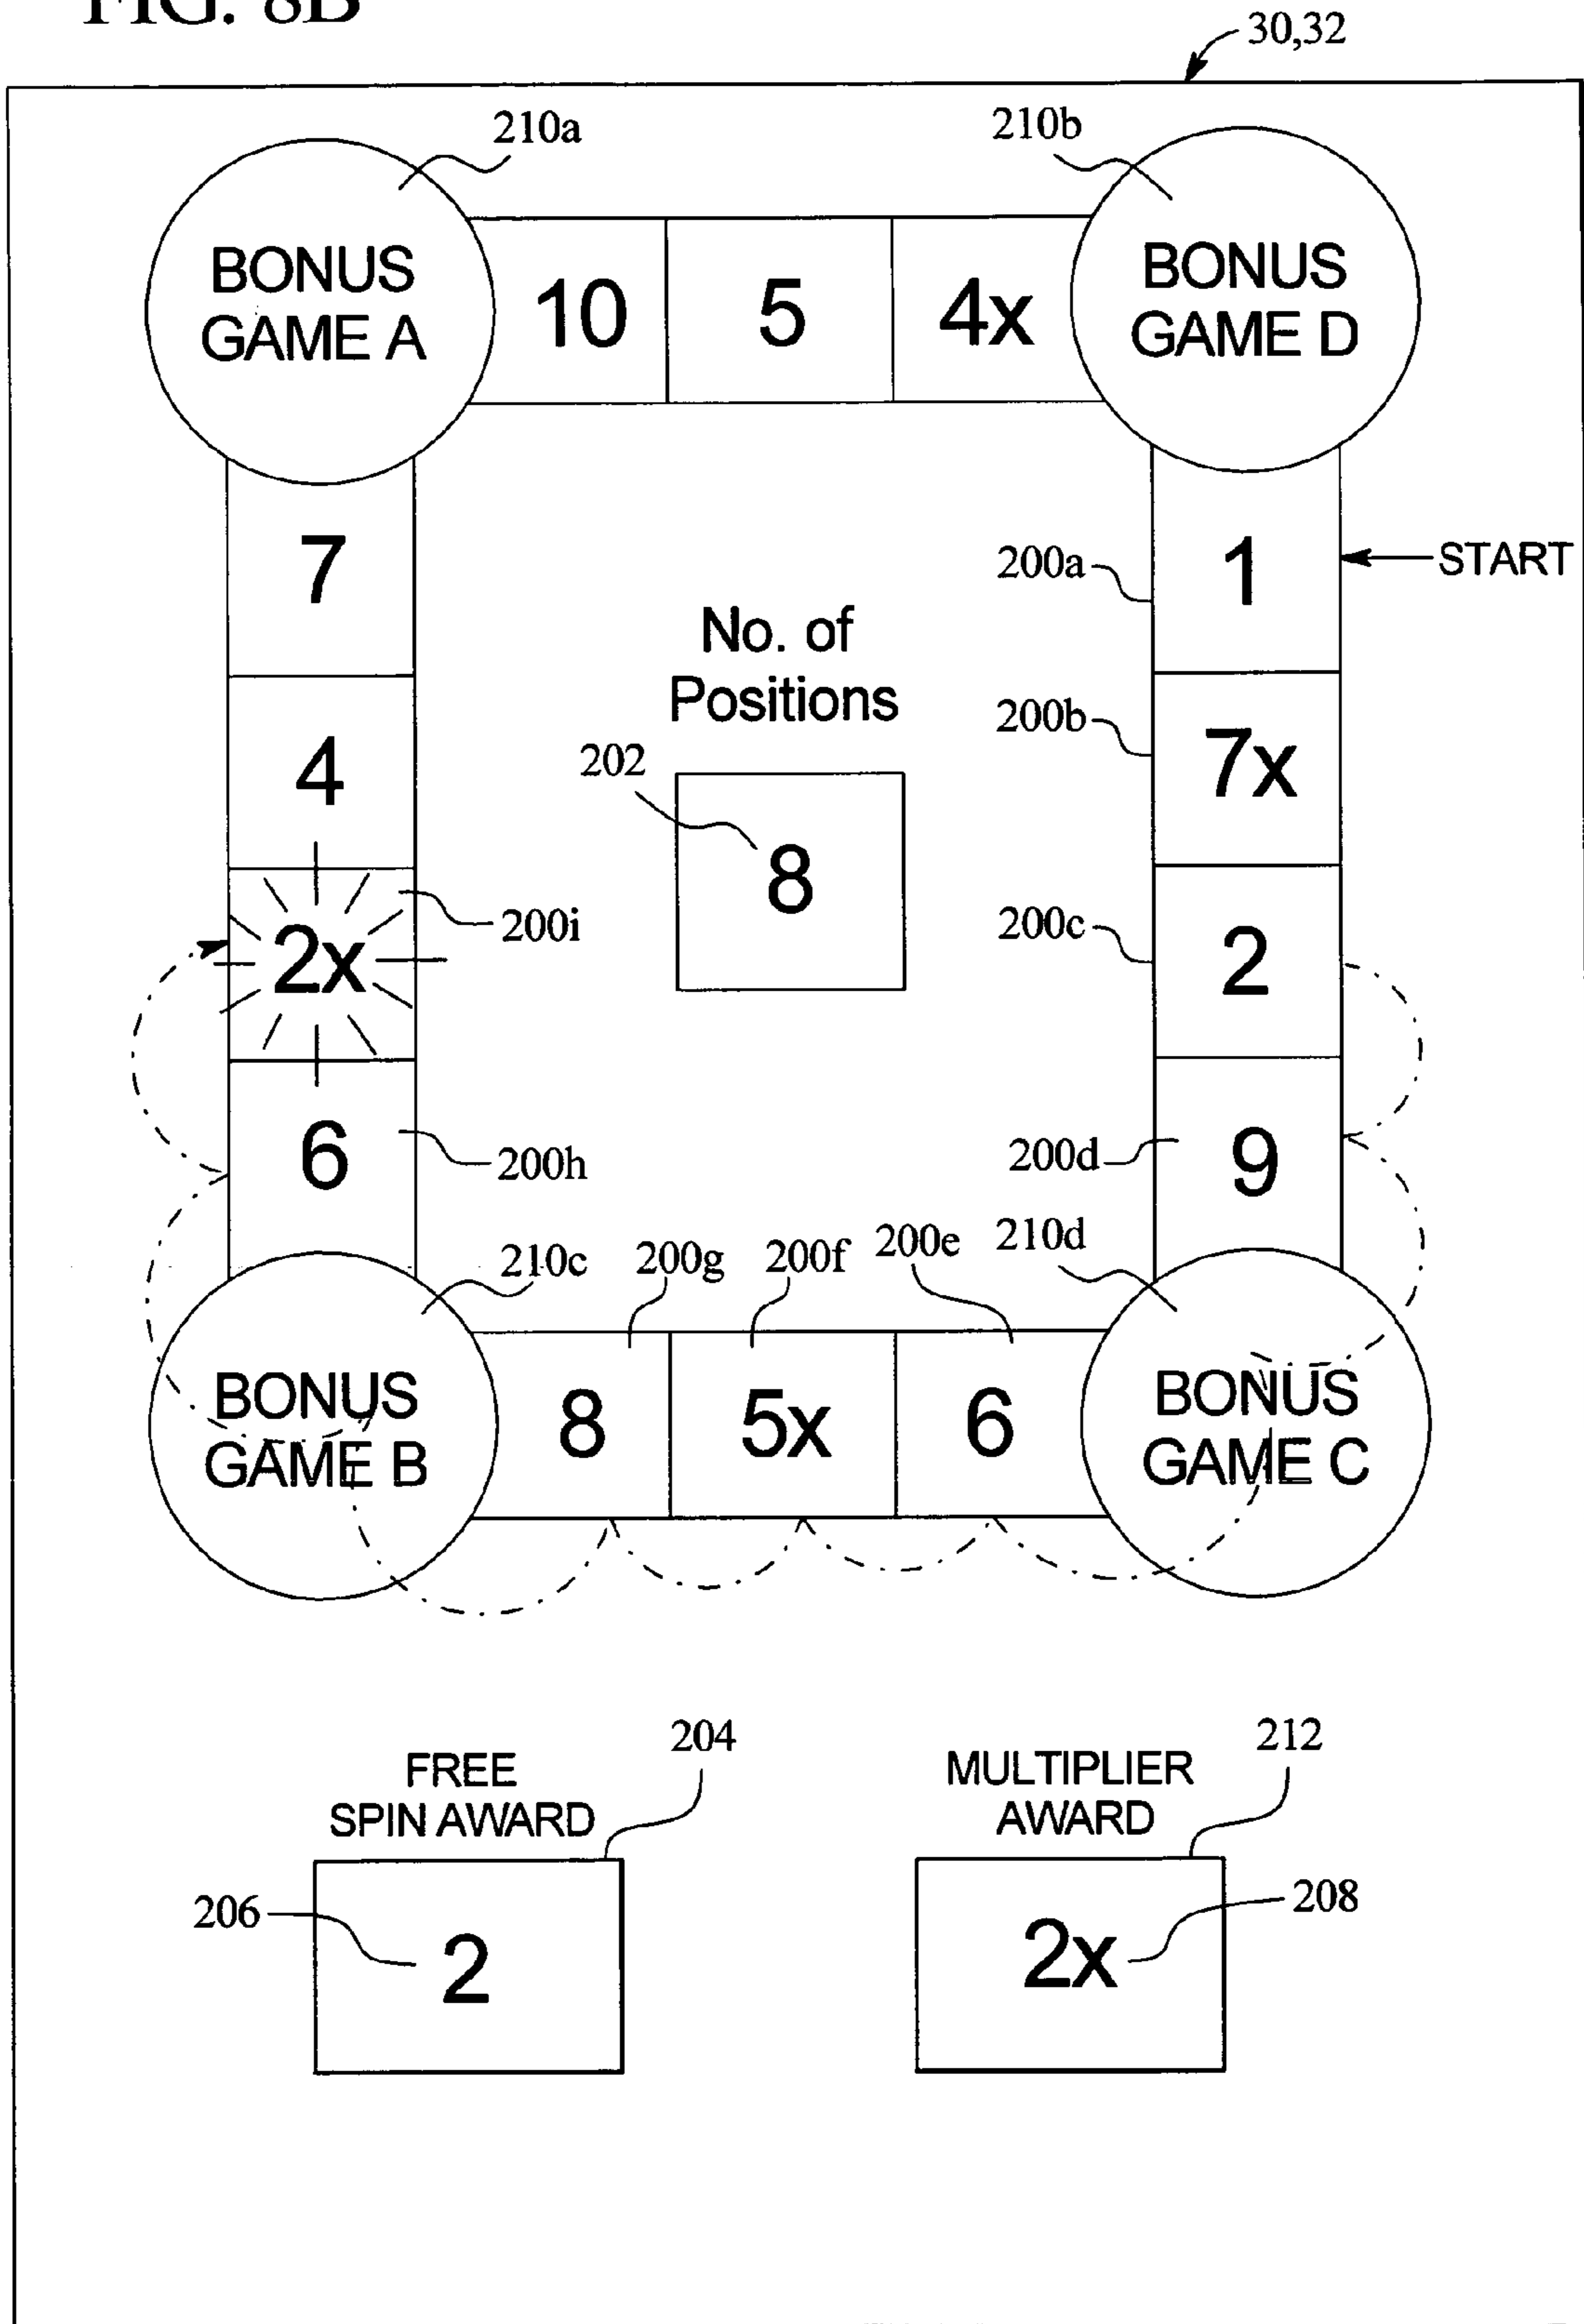 FIG. 8B
30,32
210a
210b
BONUS
GAME A
10
5
4x
BONUS
GAME D
7
1
START
200a
No. of
Positions
4
200b
7x
202
8
2x
200i
200c
2
6
200h
200d
9
210c
200g
200f
200e
210d
BONUS
GAME B
8
5x
6
BONUS
GAME C
FREE
SPIN AWARD
204
MULTIPLIER
AWARD
212
206
2
2x
208